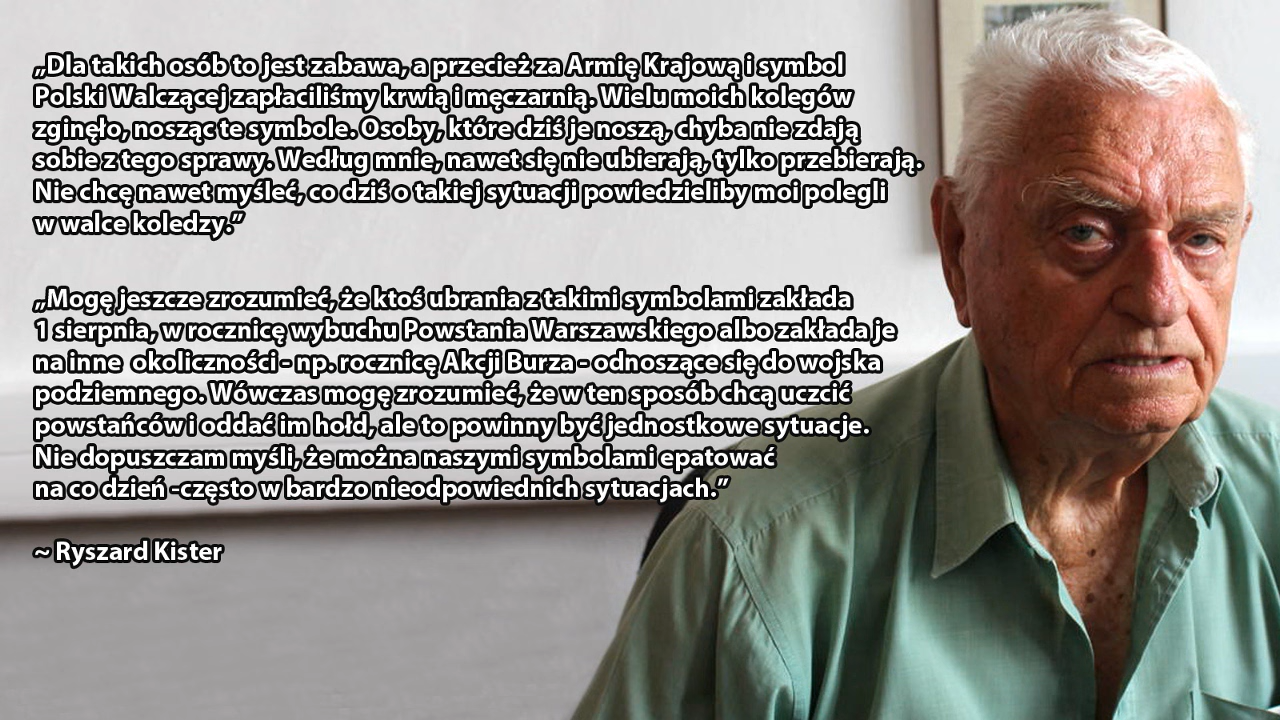 „Dla takich osób to jest zabawa, a przecież za Armię Krajową i symbol
Polski Walczącej zapłaciliśmy krwią i męczarnią. Wielu moich kolegów
zginęło, nosząc te symbole. Osoby, które dziś je noszą, chyba nie zdają
sobie z tego sprawy. Według mnie, nawet się nie ubierają, tylko przebierają.
Nie chcę nawet myśleć, co dziś o takiej sytuacji powiedzieliby moi polegli
w walce koledzy.”
„Mogę jeszcze zrozumieć, że ktoś ubrania z takimi symbolami zakłada
1 sierpnia, w rocznicę wybuchu Powstania Warszawskiego albo zakłada je
na inne okoliczności - np. rocznicę Akcji Burza - odnoszące się do wojska
podziemnego. Wówczas mogę zrozumieć, że w ten sposób chcą uczcić
powstańców i oddać im hołd, ale to powinny być jednostkowe sytuacje.
Nie dopuszczam myśli, że można naszymi symbolami epatować
na co dzień -często w bardzo nieodpowiednich sytuacjach.”
~ Ryszard Kister